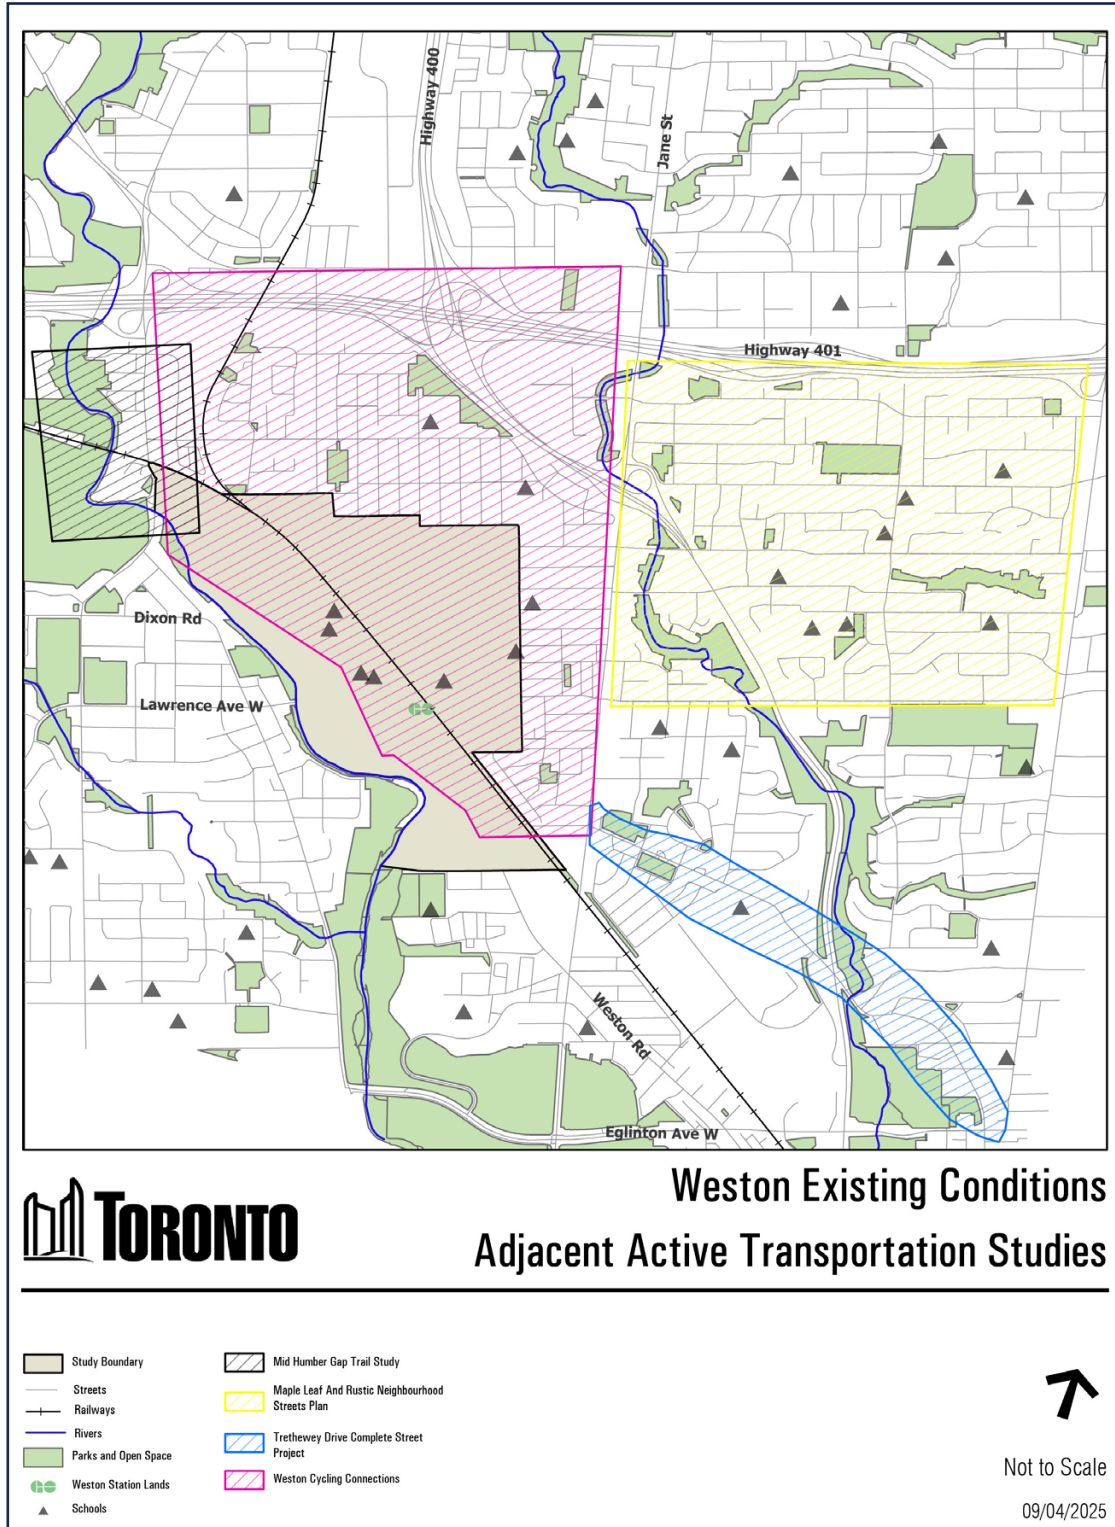 Highway 400
Jane St
Highway 401
Dixon Rd
Lawrence Ave W
Weston Rd
Eglinton Ave W
TORONTO
Weston Existing Conditions
Adjacent Active Transportation Studies
Study Boundary
Streets
Railways
Rivers
Parks and Open Space
Weston Station Lands
Schools
Mid Humber Gap Trail Study
Maple Leaf And Rustic Neighbourhood
Streets Plan
Trethewey Drive Complete Street
Project
Weston Cycling Connections
Not to Scale
09/04/2025